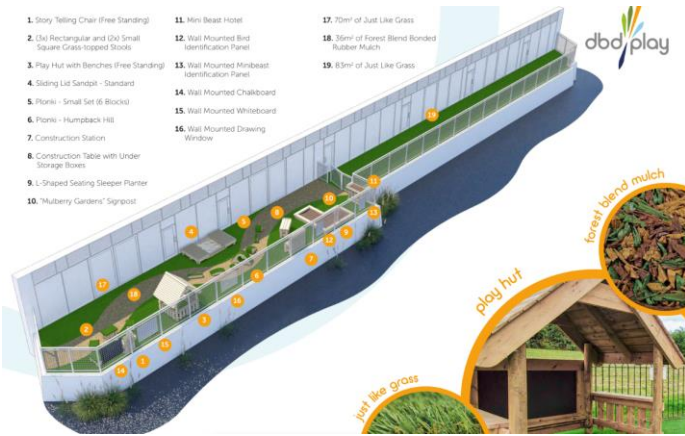 1. Story Telling Chair (Free Standing)
2. (3x) Rectangular and (2x) Small
Square Grass-topped Stools
3. Play Hut with Benches (Free Standing)
4. Sliding Lid Sandpit - Standard
5. Plonki - Small Set (6 Blocks)
6. Plonki - Humpback Hill
7. Construction Station
8. Construction Table with Under
Storage Boxes
9. L-Shaped Seating Sleeper Planter
10. "Mulberry Gardens" Signpost
11. Mini Beast Hotel
12. Wall Mounted Bird
Identification Panel
13. Wall Mounted Minibeast
Identification Panel
14. Wall Mounted Chalkboard
15. Wall Mounted Whiteboard
16. Wall Mounted Drawing
Window
17. 70m² of Just Like Grass
18. 36m² of Forest Blend Bonded
Rubber Mulch
19. 83m² of Just Like Grass
dbd play
19
11
10
13
8
5
4
9
12
7
6
17
18
16
3
2
15
1
14
forest blend mulch
play hut
just like grass